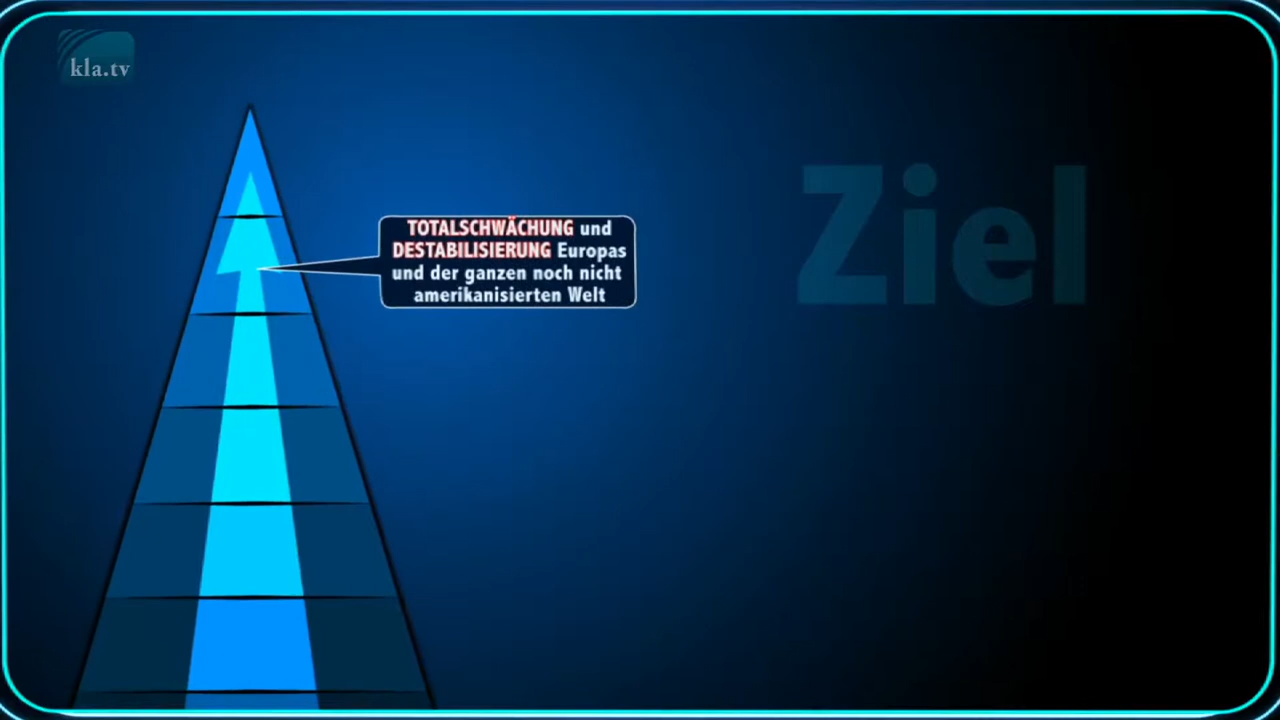 kla.tv
Ziel
TOTALSCHWÄCHUNG und
DESTABILISIERUNG Europas
und der ganzen noch nicht
amerikanisierten Welt